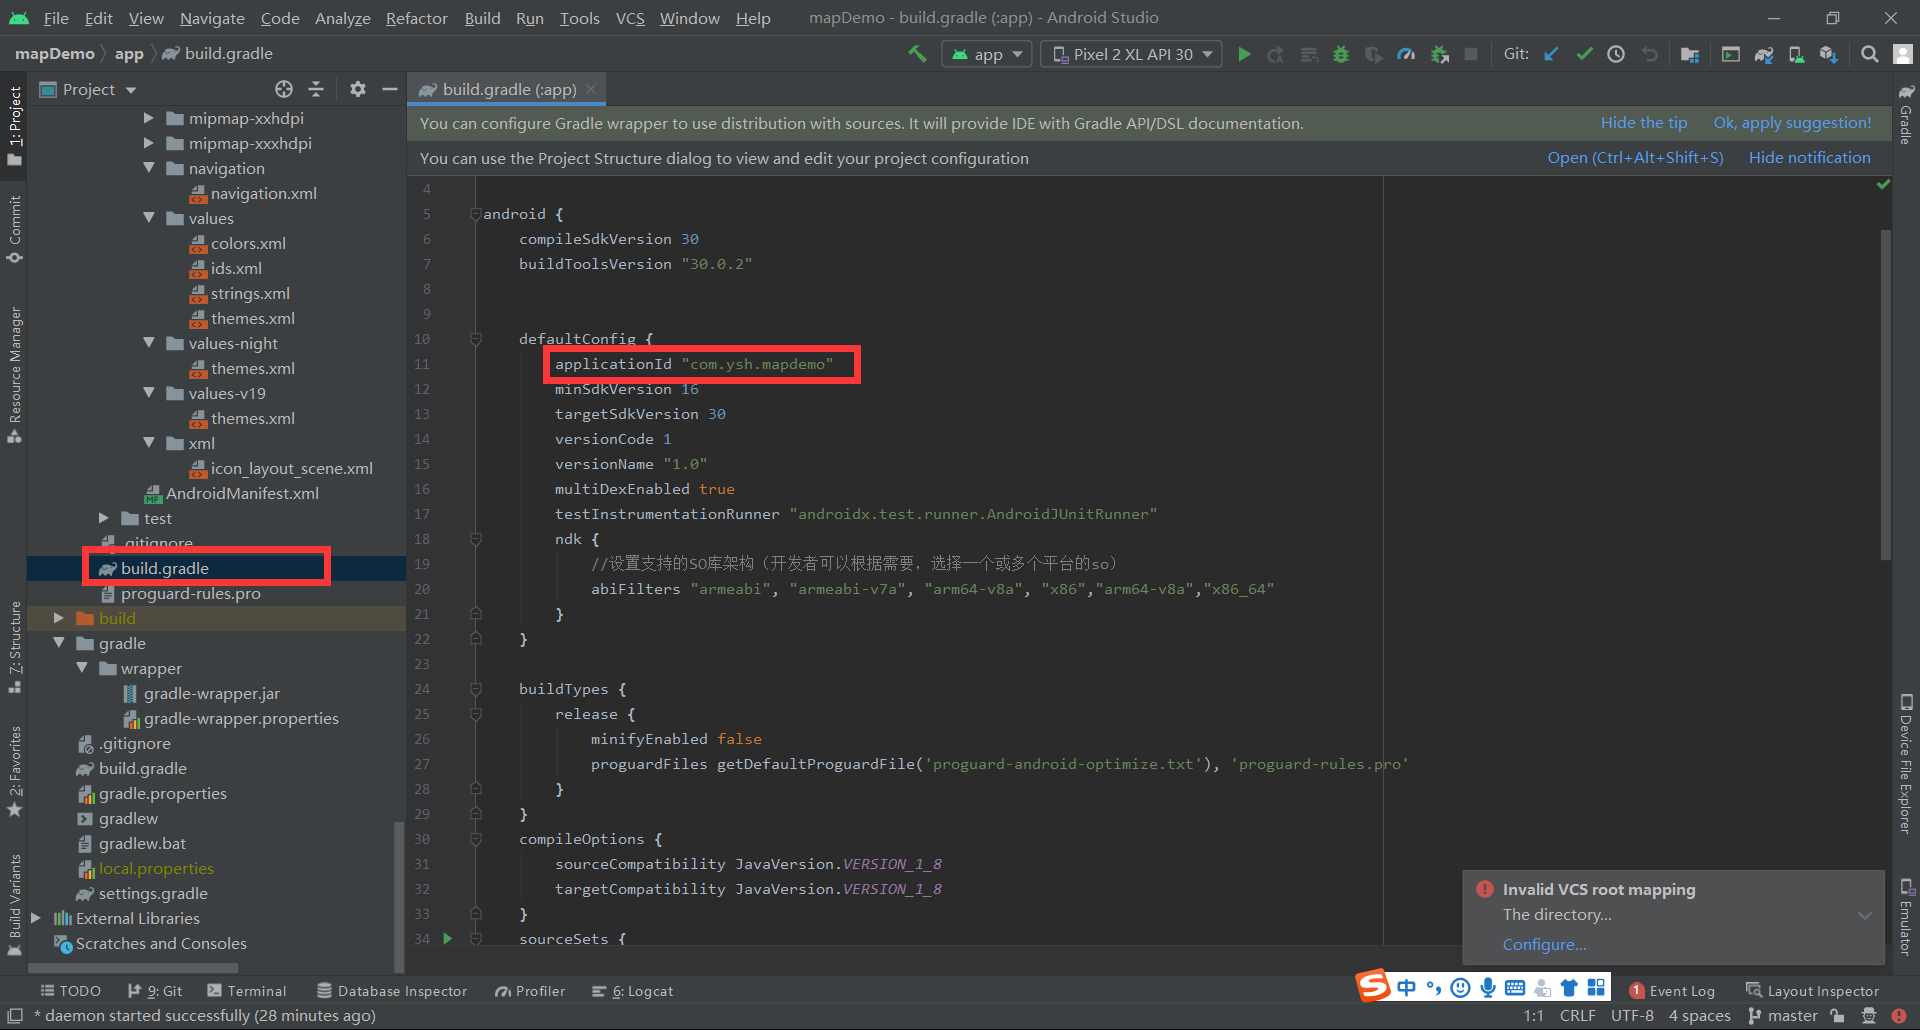 File Edit View Navigate Code Analyze Refactor Build Run Tools VCS Window Help mapDemo - build.gradle (:app) - Android Studio
mapDemo app build.gradle
app Pixel 2 XL API 30 Git:
Project
build.gradle (:app)
1: Project
Commit
Resource Manager
Z: Structure
2: Favorites
Build Variants
mipmap-xxhdpi
mipmap-xxxhdpi
navigation
navigation.xml
values
colors.xml
ids.xml
strings.xml
themes.xml
values-night
themes.xml
values-v19
themes.xml
xml
icon_layout_scene.xml
AndroidManifest.xml
test
.gitignore
build.gradle
proguard-rules.pro
build
gradle
wrapper
gradle-wrapper.jar
gradle-wrapper.properties
.gitignore
build.gradle
gradle.properties
gradlew
gradlew.bat
local.properties
settings.gradle
External Libraries
Scratches and Consoles
You can configure Gradle wrapper to use distribution with sources. It will provide IDE with Gradle API/DSL documentation. Hide the tip Ok, apply suggestion!
You can use the Project Structure dialog to view and edit your project configuration Open (Ctrl+Alt+Shift+S) Hide notification
4
5 android {
6 compileSdkVersion 30
7 buildToolsVersion "30.0.2"
8
9
10 defaultConfig {
11 applicationId "com.ysh.mapdemo"
12 minSdkVersion 16
13 targetSdkVersion 30
14 versionCode 1
15 versionName "1.0"
16 multiDexEnabled true
17 testInstrumentationRunner "androidx.test.runner.AndroidJUnitRunner"
18 ndk {
19 //设置支持的SO库架构（开发者可以根据需要，选择一个或多个平台的so）
20 abiFilters "armeabi", "armeabi-v7a", "arm64-v8a", "x86","arm64-v8a","x86_64"
21 }
22 }
23
24 buildTypes {
25 release {
26 minifyEnabled false
27 proguardFiles getDefaultProguardFile('proguard-android-optimize.txt'), 'proguard-rules.pro'
28 }
29 }
30 compileOptions {
31 sourceCompatibility JavaVersion.VERSION_1_8
32 targetCompatibility JavaVersion.VERSION_1_8
33 }
34 sourceSets {
Gradle
Device File Explorer
Emulator
Invalid VCS root mapping
The directory...
Configure...
TODO 9: Git Terminal Database Inspector Profiler 6: Logcat
S 中
1 Event Log Layout Inspector
* daemon started successfully (28 minutes ago) 1:1 CRLF UTF-8 4 spaces master